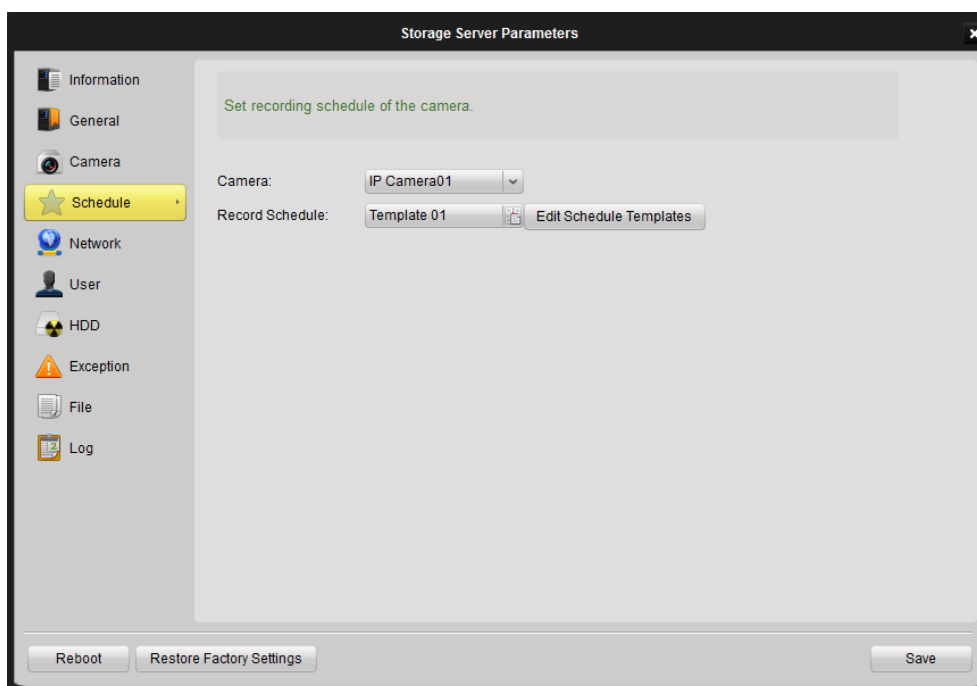 Storage Server Parameters
Information
General
Camera
Schedule
Network
User
HDD
Exception
File
Log
Set recording schedule of the camera.
Camera: IP Camera01
Record Schedule: Template 01 Edit Schedule Templates
Reboot Restore Factory Settings Save